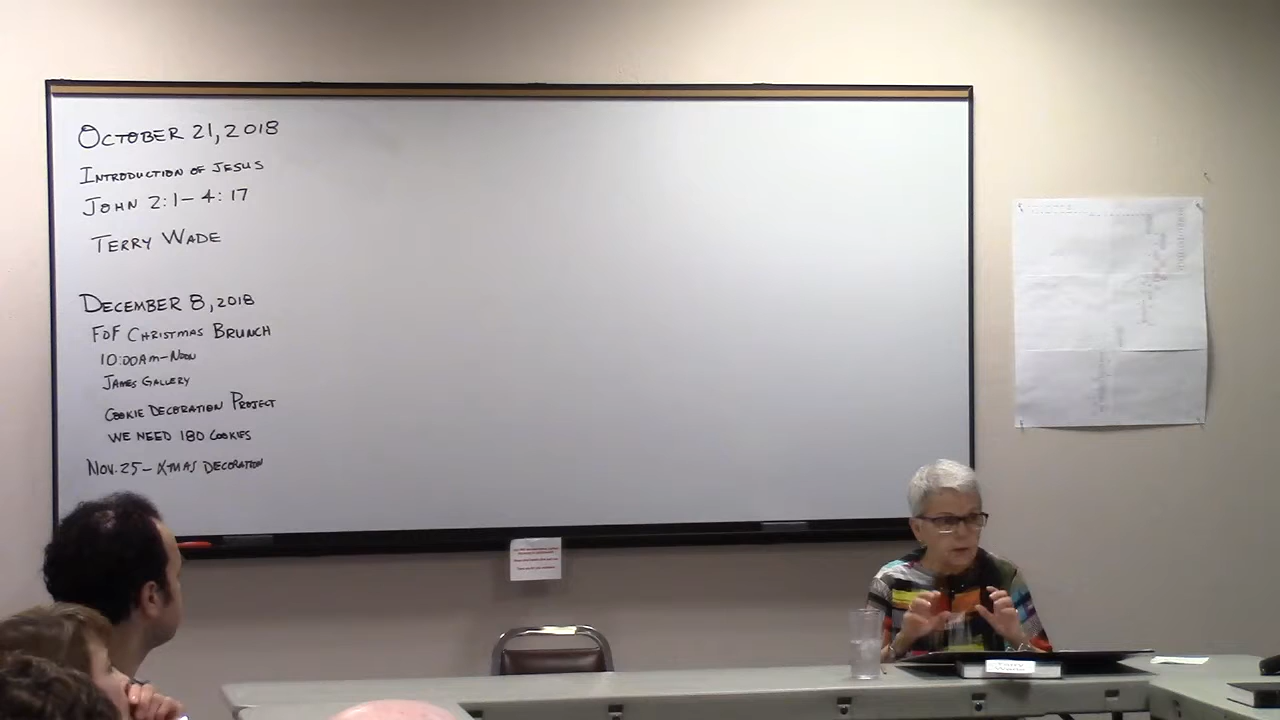 OCTOBER 21, 2018
INTRODUCTION OF JESUS
JOHN 2:1-4:17
TERRY WADE
DECEMBER 8, 2018
FOF CHRISTMAS BRUNCH
10:00AM-NOON
JAMES GALLERY
COOKIE DECORATION PROJECT
WE NEED 180 COOKIES
NOV. 25- XMAS DECORATION
Terry